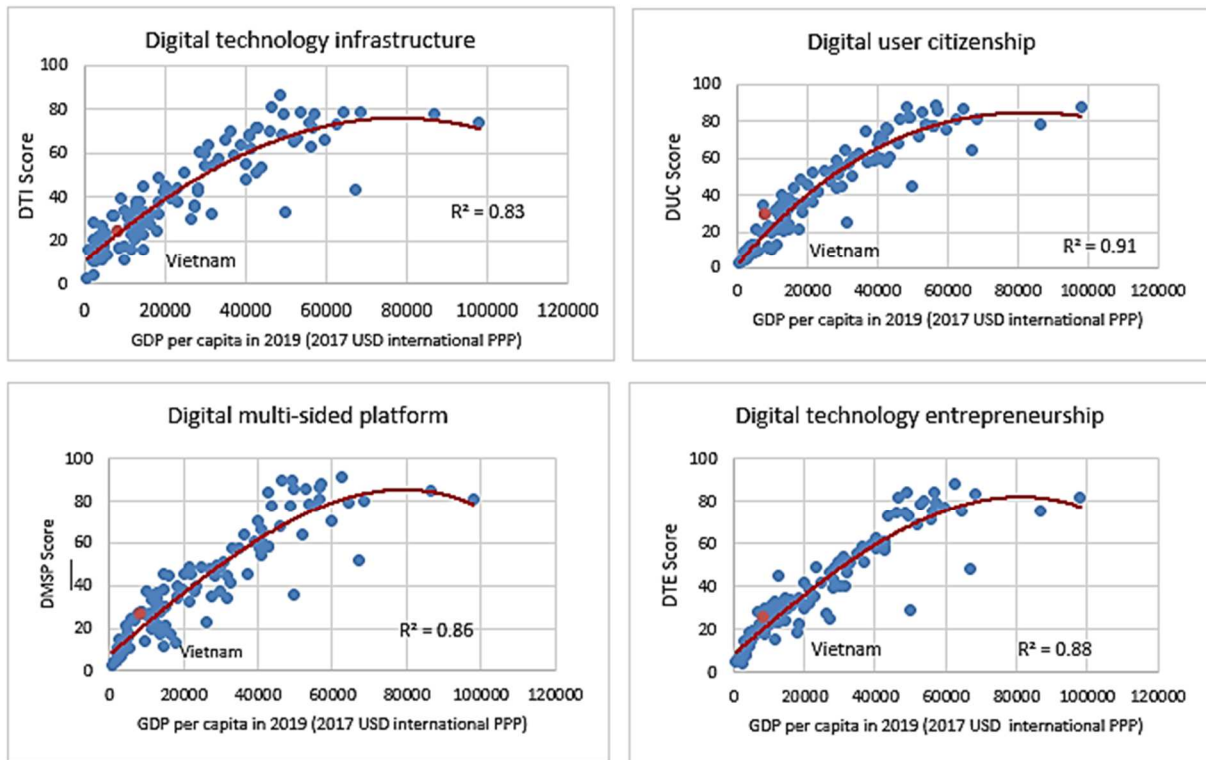 Digital technology infrastructure
DTI Score
100
80
60
40
20
0
R² = 0.83
Vietnam
0 20000 40000 60000 80000 100000 120000
GDP per capita in 2019 (2017 USD international PPP)
Digital user citizenship
DUC Score
100
80
60
40
20
0
Vietnam
R² = 0.91
0 20000 40000 60000 80000 100000 120000
GDP per capita in 2019 (2017 USD international PPP)
Digital multi-sided platform
DMSP Score
100
80
60
40
20
0
R² = 0.86
Vietnam
0 20000 40000 60000 80000 100000 120000
GDP per capita in 2019 (2017 USD international PPP)
Digital technology entrepreneurship
DTE Score
100
80
60
40
20
0
Vietnam
R² = 0.88
0 20000 40000 60000 80000 100000 120000
GDP per capita in 2019 (2017 USD international PPP)